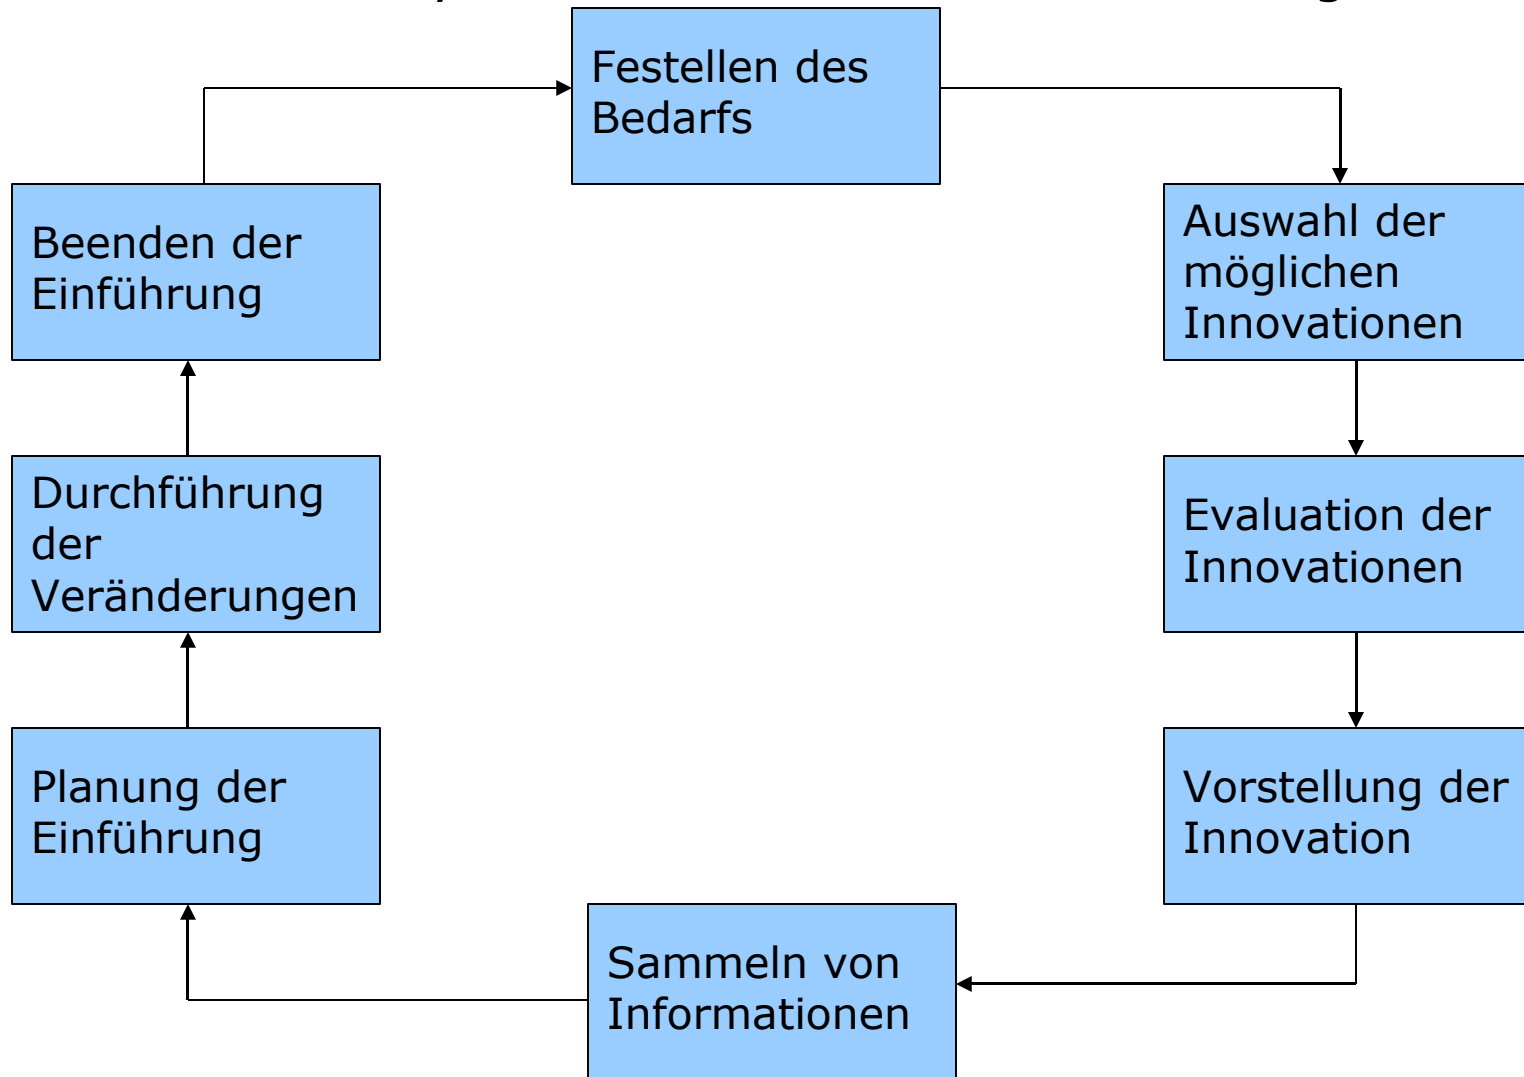 Festellen des
Bedarfs
Auswahl der
möglichen
Innovationen
Evaluation der
Innovationen
Vorstellung der
Innovation
Sammeln von
Informationen
Planung der
Einführung
Durchführung
der
Veränderungen
Beenden der
Einführung